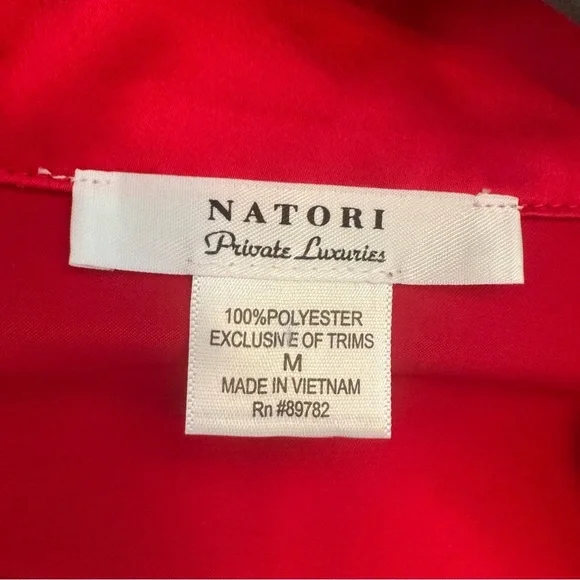 NATORI
Private Luxuries
100%POLYESTER
EXCLUSIVE OF TRIMS
M
MADE IN VIETNAM
Rn #89782